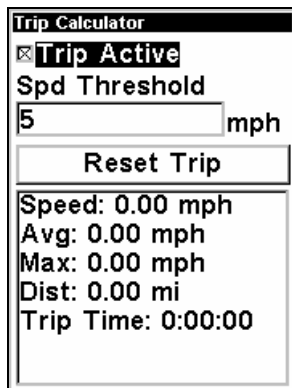 Trip Calculator
Trip Active
Spd Threshold
5 mph
Reset Trip
Speed: 0.00 mph
Avg: 0.00 mph
Max: 0.00 mph
Dist: 0.00 mi
Trip Time: 0:00:00